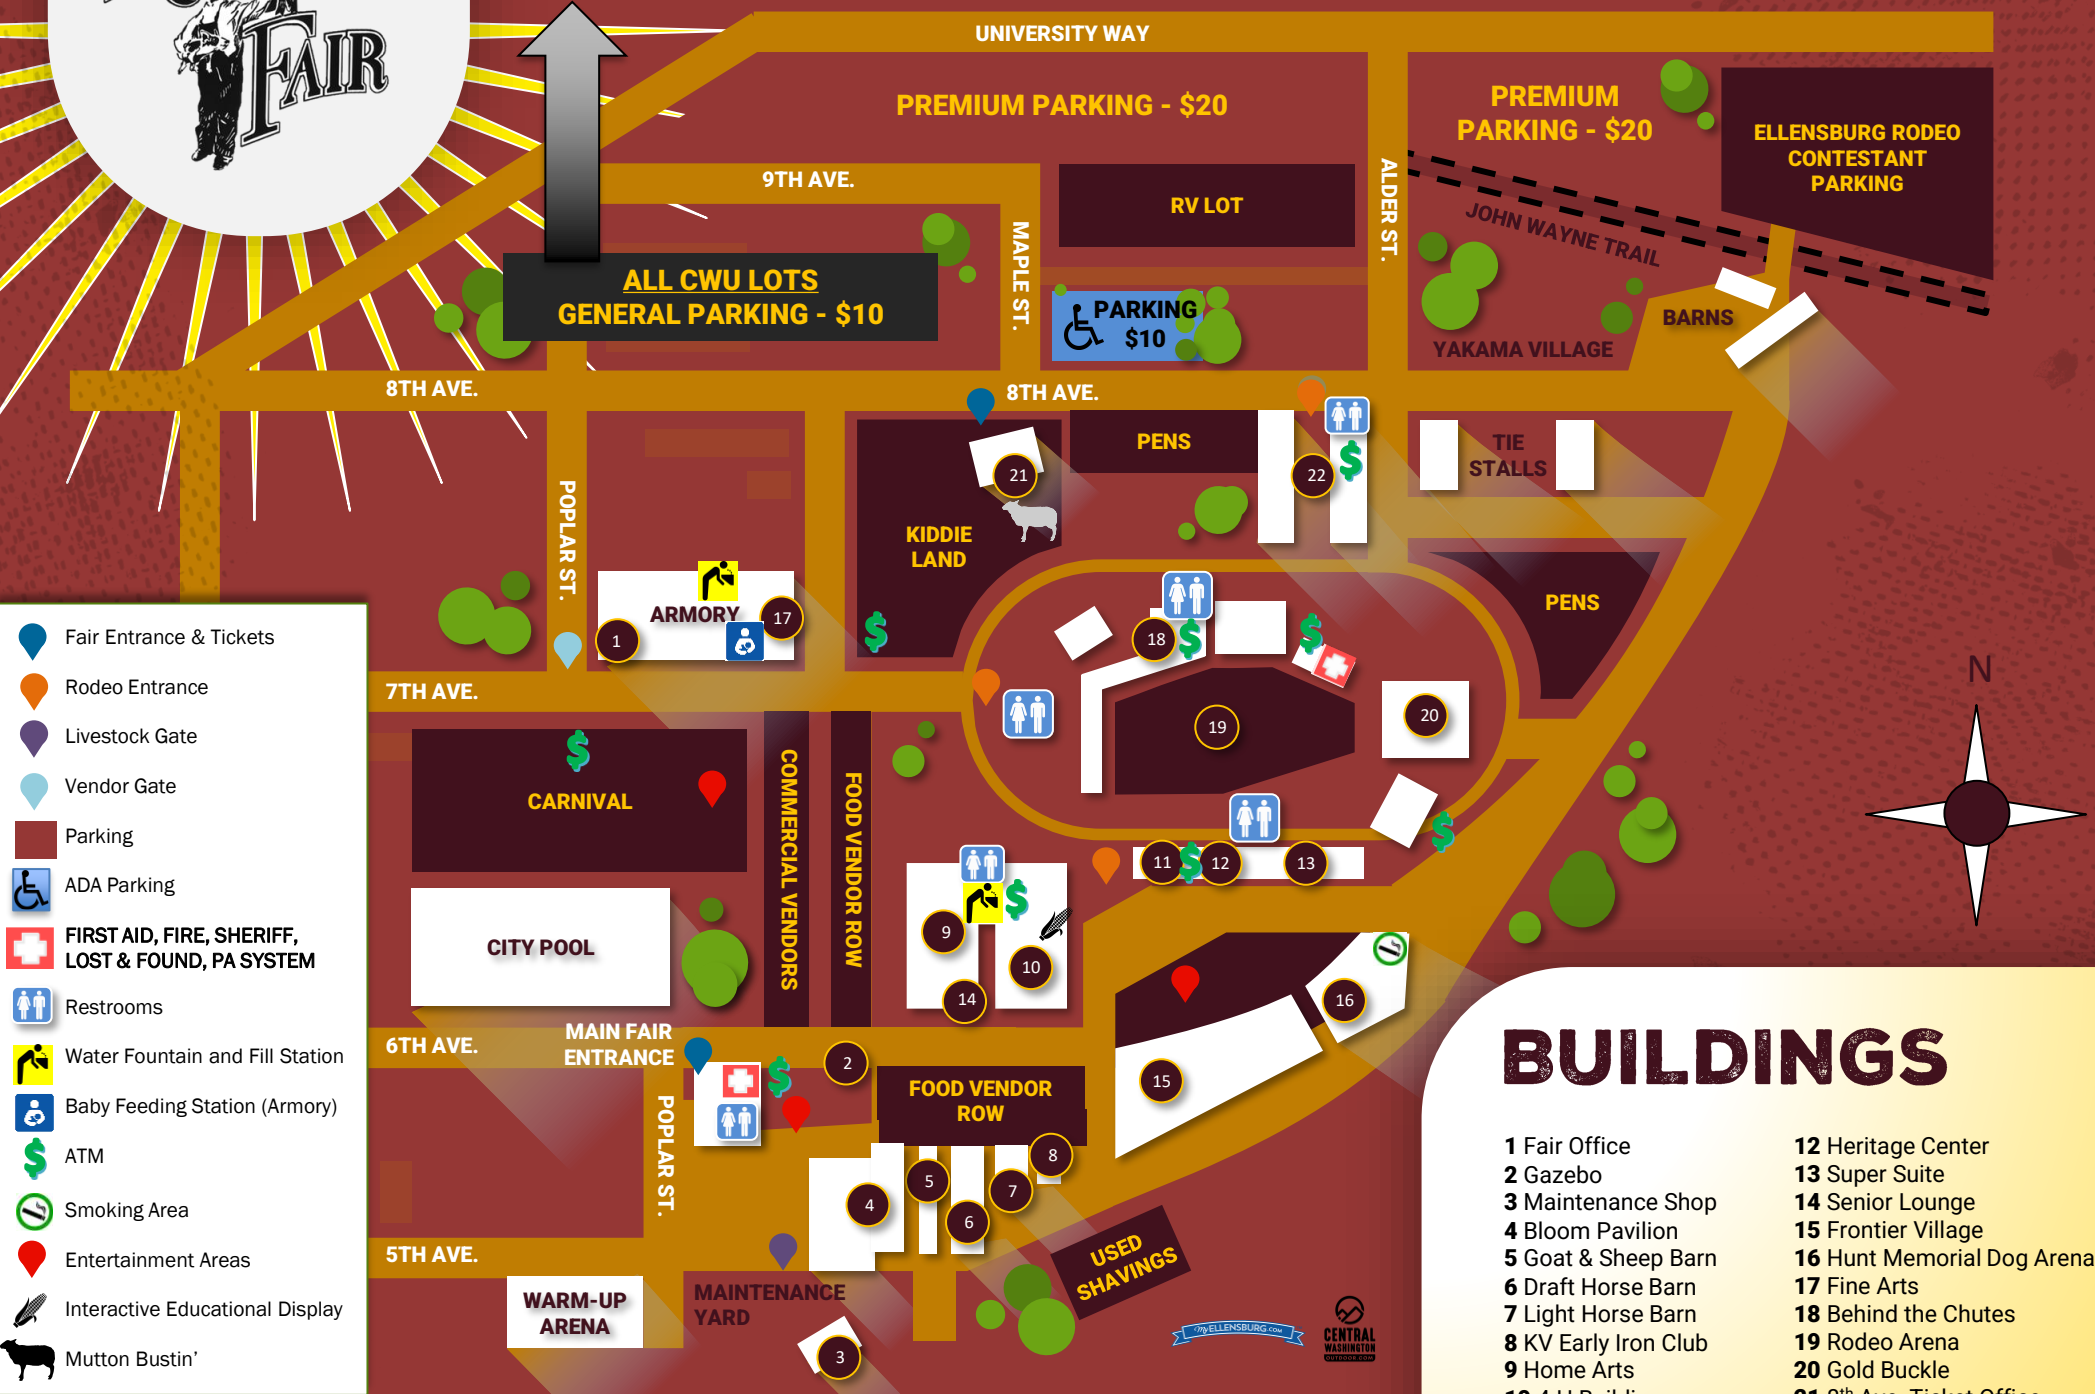 FAIR
UNIVERSITY WAY
PREMIUM PARKING - $20
PREMIUM
PARKING - $20
ELLENSBURG RODEO
CONTESTANT
PARKING
9TH AVE.
RV LOT
ALDER ST.
MAPLE ST.
JOHN WAYNE TRAIL
ALL CWU LOTS
GENERAL PARKING - $10
PARKING
$10
BARNS
YAKAMA VILLAGE
8TH AVE.
8TH AVE.
PENS
21
22
TIE
STALLS
KIDDIE
LAND
POPLAR ST.
ARMORY
1
17
PENS
18
19
20
7TH AVE.
CARNIVAL
COMMERCIAL VENDORS
FOOD VENDOR ROW
N
11
12
13
CITY POOL
9
10
14
16
15
MAIN FAIR
ENTRANCE
6TH AVE.
2
FOOD VENDOR
ROW
POPLAR ST.
8
5
7
4
6
5TH AVE.
USED
SHAVINGS
WARM-UP
ARENA
MAINTENANCE
YARD
3
MyELLENSBURG.COM
CENTRAL
WASHINGTON
OUTDOOR.COM
Fair Entrance & Tickets
Rodeo Entrance
Livestock Gate
Vendor Gate
Parking
ADA Parking
FIRST AID, FIRE, SHERIFF,
LOST & FOUND, PA SYSTEM
Restrooms
Water Fountain and Fill Station
Baby Feeding Station (Armory)
ATM
Smoking Area
Entertainment Areas
Interactive Educational Display
Mutton Bustin'
BUILDINGS
1 Fair Office
2 Gazebo
3 Maintenance Shop
4 Bloom Pavilion
5 Goat & Sheep Barn
6 Draft Horse Barn
7 Light Horse Barn
8 KV Early Iron Club
9 Home Arts
12 Heritage Center
13 Super Suite
14 Senior Lounge
15 Frontier Village
16 Hunt Memorial Dog Arena
17 Fine Arts
18 Behind the Chutes
19 Rodeo Arena
20 Gold Buckle